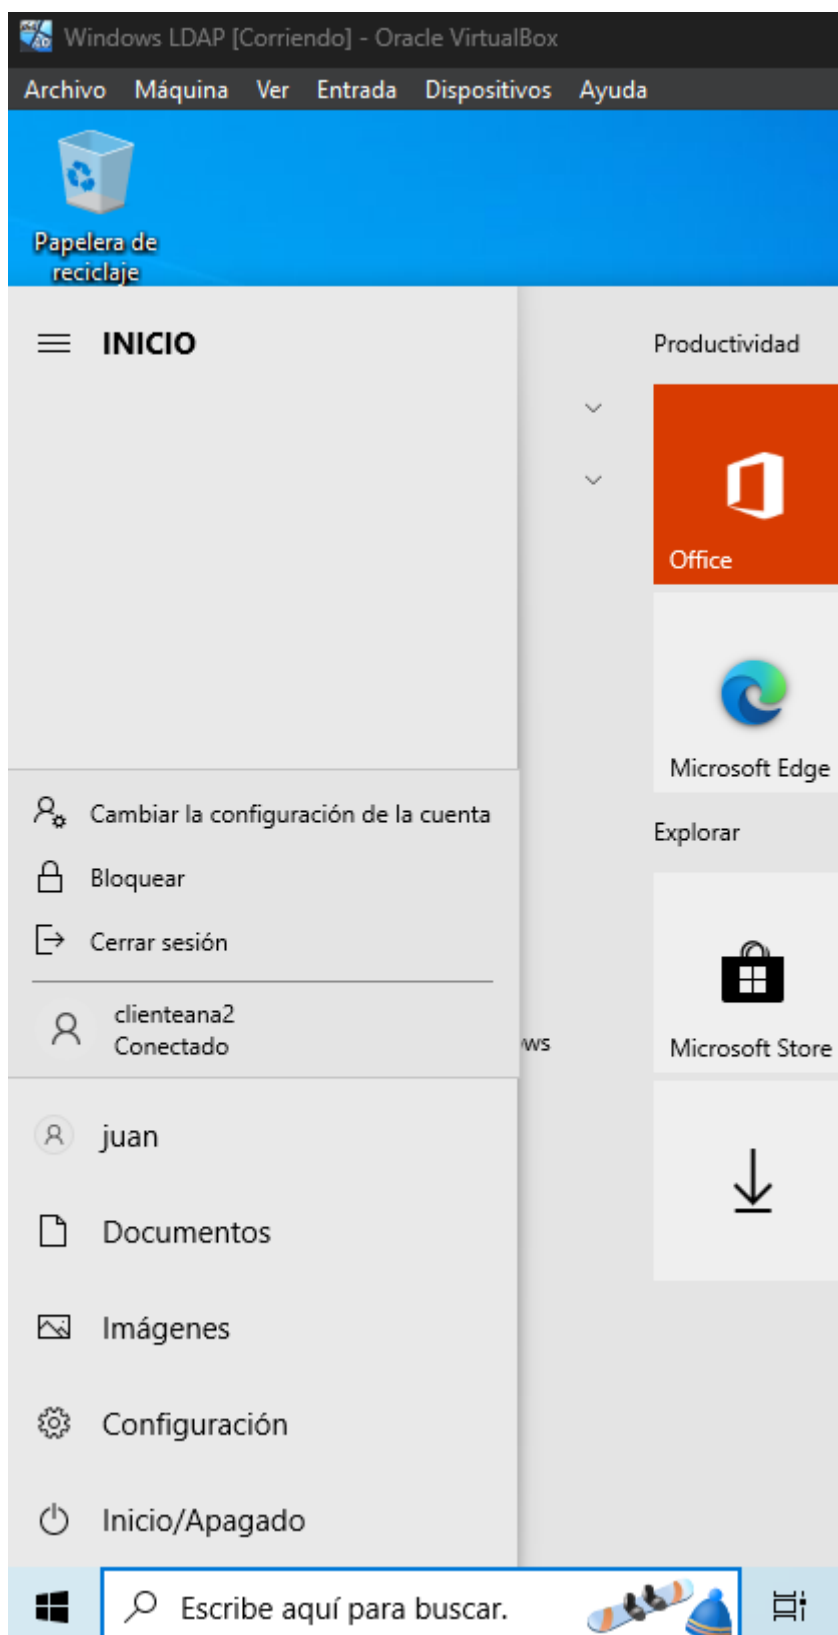 Windows LDAP [Corriendo] - Oracle VirtualBox
Archivo Máquina Ver Entrada Dispositivos Ayuda
Papelera de
reciclaje
INICIO
Productividad
Office
Microsoft Edge
Cambiar la configuración de la cuenta
Explorar
Bloquear
Cerrar sesión
clienteana2
Conectado
ws
Microsoft Store
juan
Documentos
Imágenes
Configuración
Inicio/Apagado
Escribe aquí para buscar.